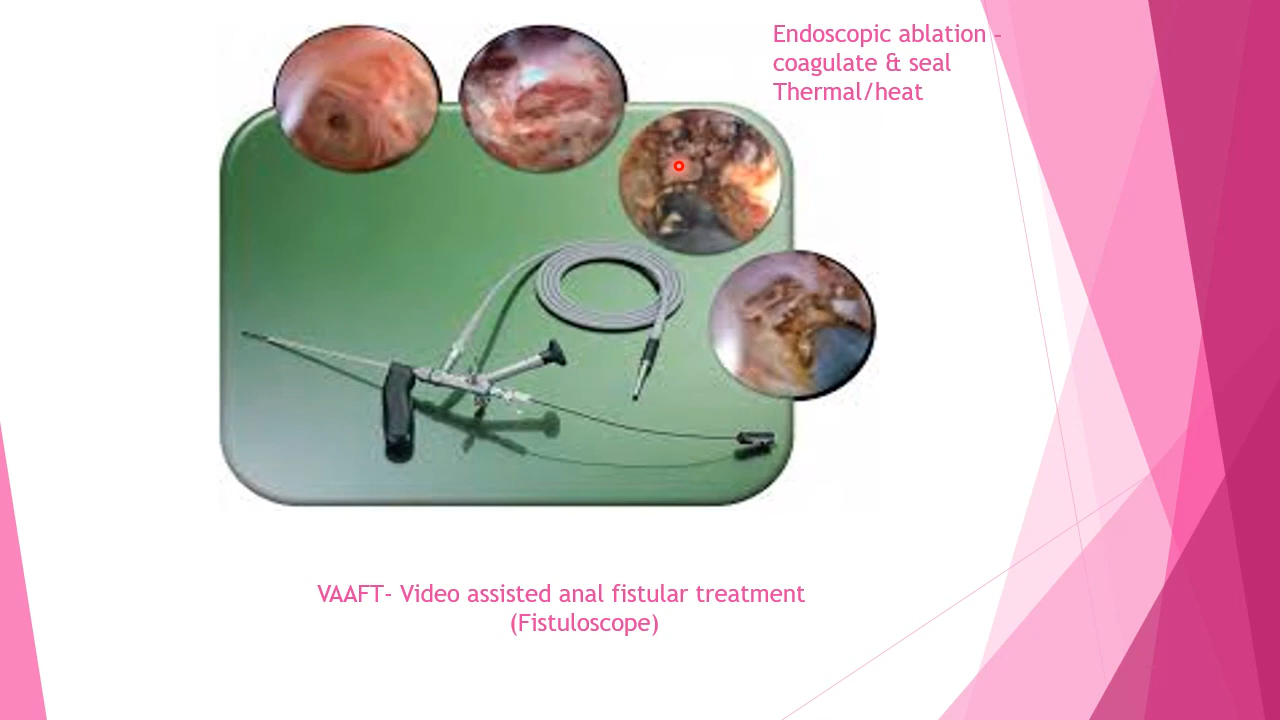 Endoscopic ablation -
coagulate & seal
Thermal/heat
VAAFT- Video assisted anal fistular treatment
(Fistuloscope)